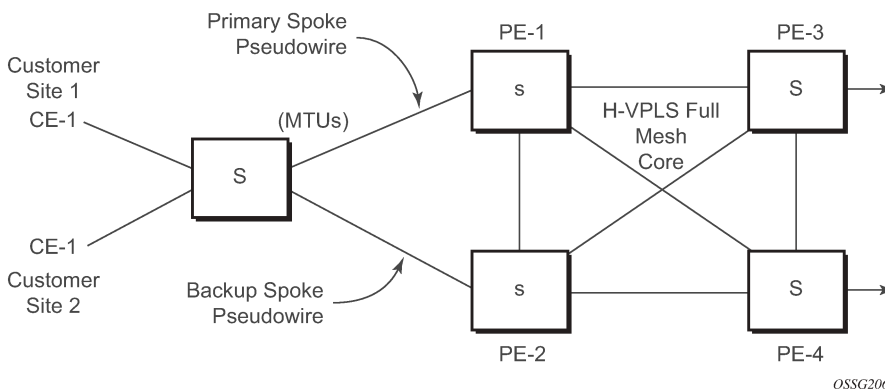 Primary Spoke
Pseudowire
PE-1
PE-3
Customer
Site 1
CE-1
(MTUs)
S
s
S
H-VPLS Full
Mesh
Core
CE-1
Customer
Site 2
Backup Spoke
Pseudowire
s
S
PE-2
PE-4